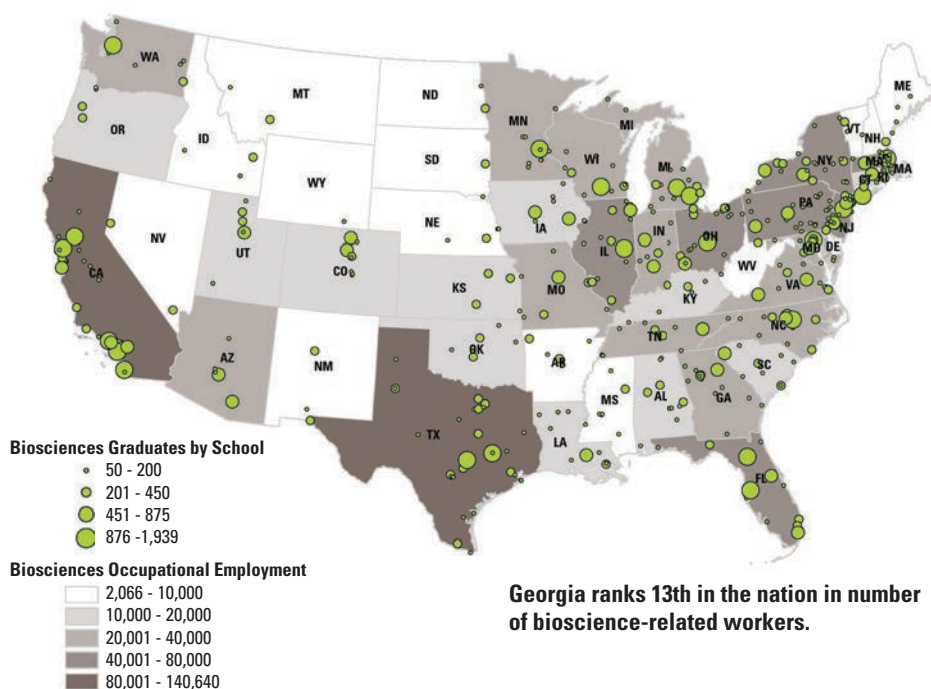 WA
MT
ND
MN
ME
OR
ID
SD
WI
MI
VT
NH
WY
MI
NY
MA
MA
CT
RI
NV
NE
IA
PA
UT
CO
IL
IN
OH
NJ
CA
KS
MO
WV
MD
DE
KY
VA
AZ
NM
OK
AR
TN
NC
SC
TX
MS
AL
GA
LA
FL
Biosciences Graduates by School
50 - 200
201 - 450
451 - 875
876 -1,939
Biosciences Occupational Employment
2,066 - 10,000
10,000 - 20,000
20,001 - 40,000
40,001 - 80,000
80,001 - 140,640
Georgia ranks 13th in the nation in number
of bioscience-related workers.